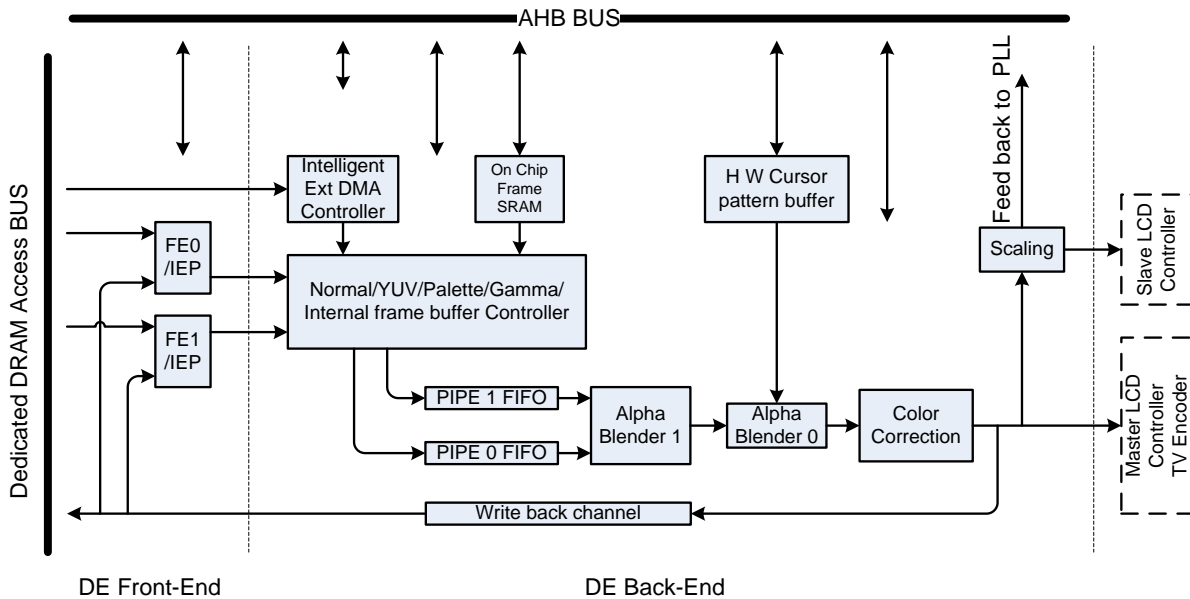 AHB BUS
Dedicated DRAM Access BUS
Feed back to PLL
Intelligent
Ext DMA
Controller
On Chip
Frame
SRAM
H W Cursor
pattern buffer
FE0
/IEP
Scaling
Slave LCD
Controller
Normal/YUV/Palette/Gamma/
Internal frame buffer Controller
FE1
/IEP
PIPE 1 FIFO
PIPE 0 FIFO
Alpha
Blender 1
Alpha
Blender 0
Color
Correction
Master LCD
Controller
TV Encoder
Write back channel
DE Front-End
DE Back-End